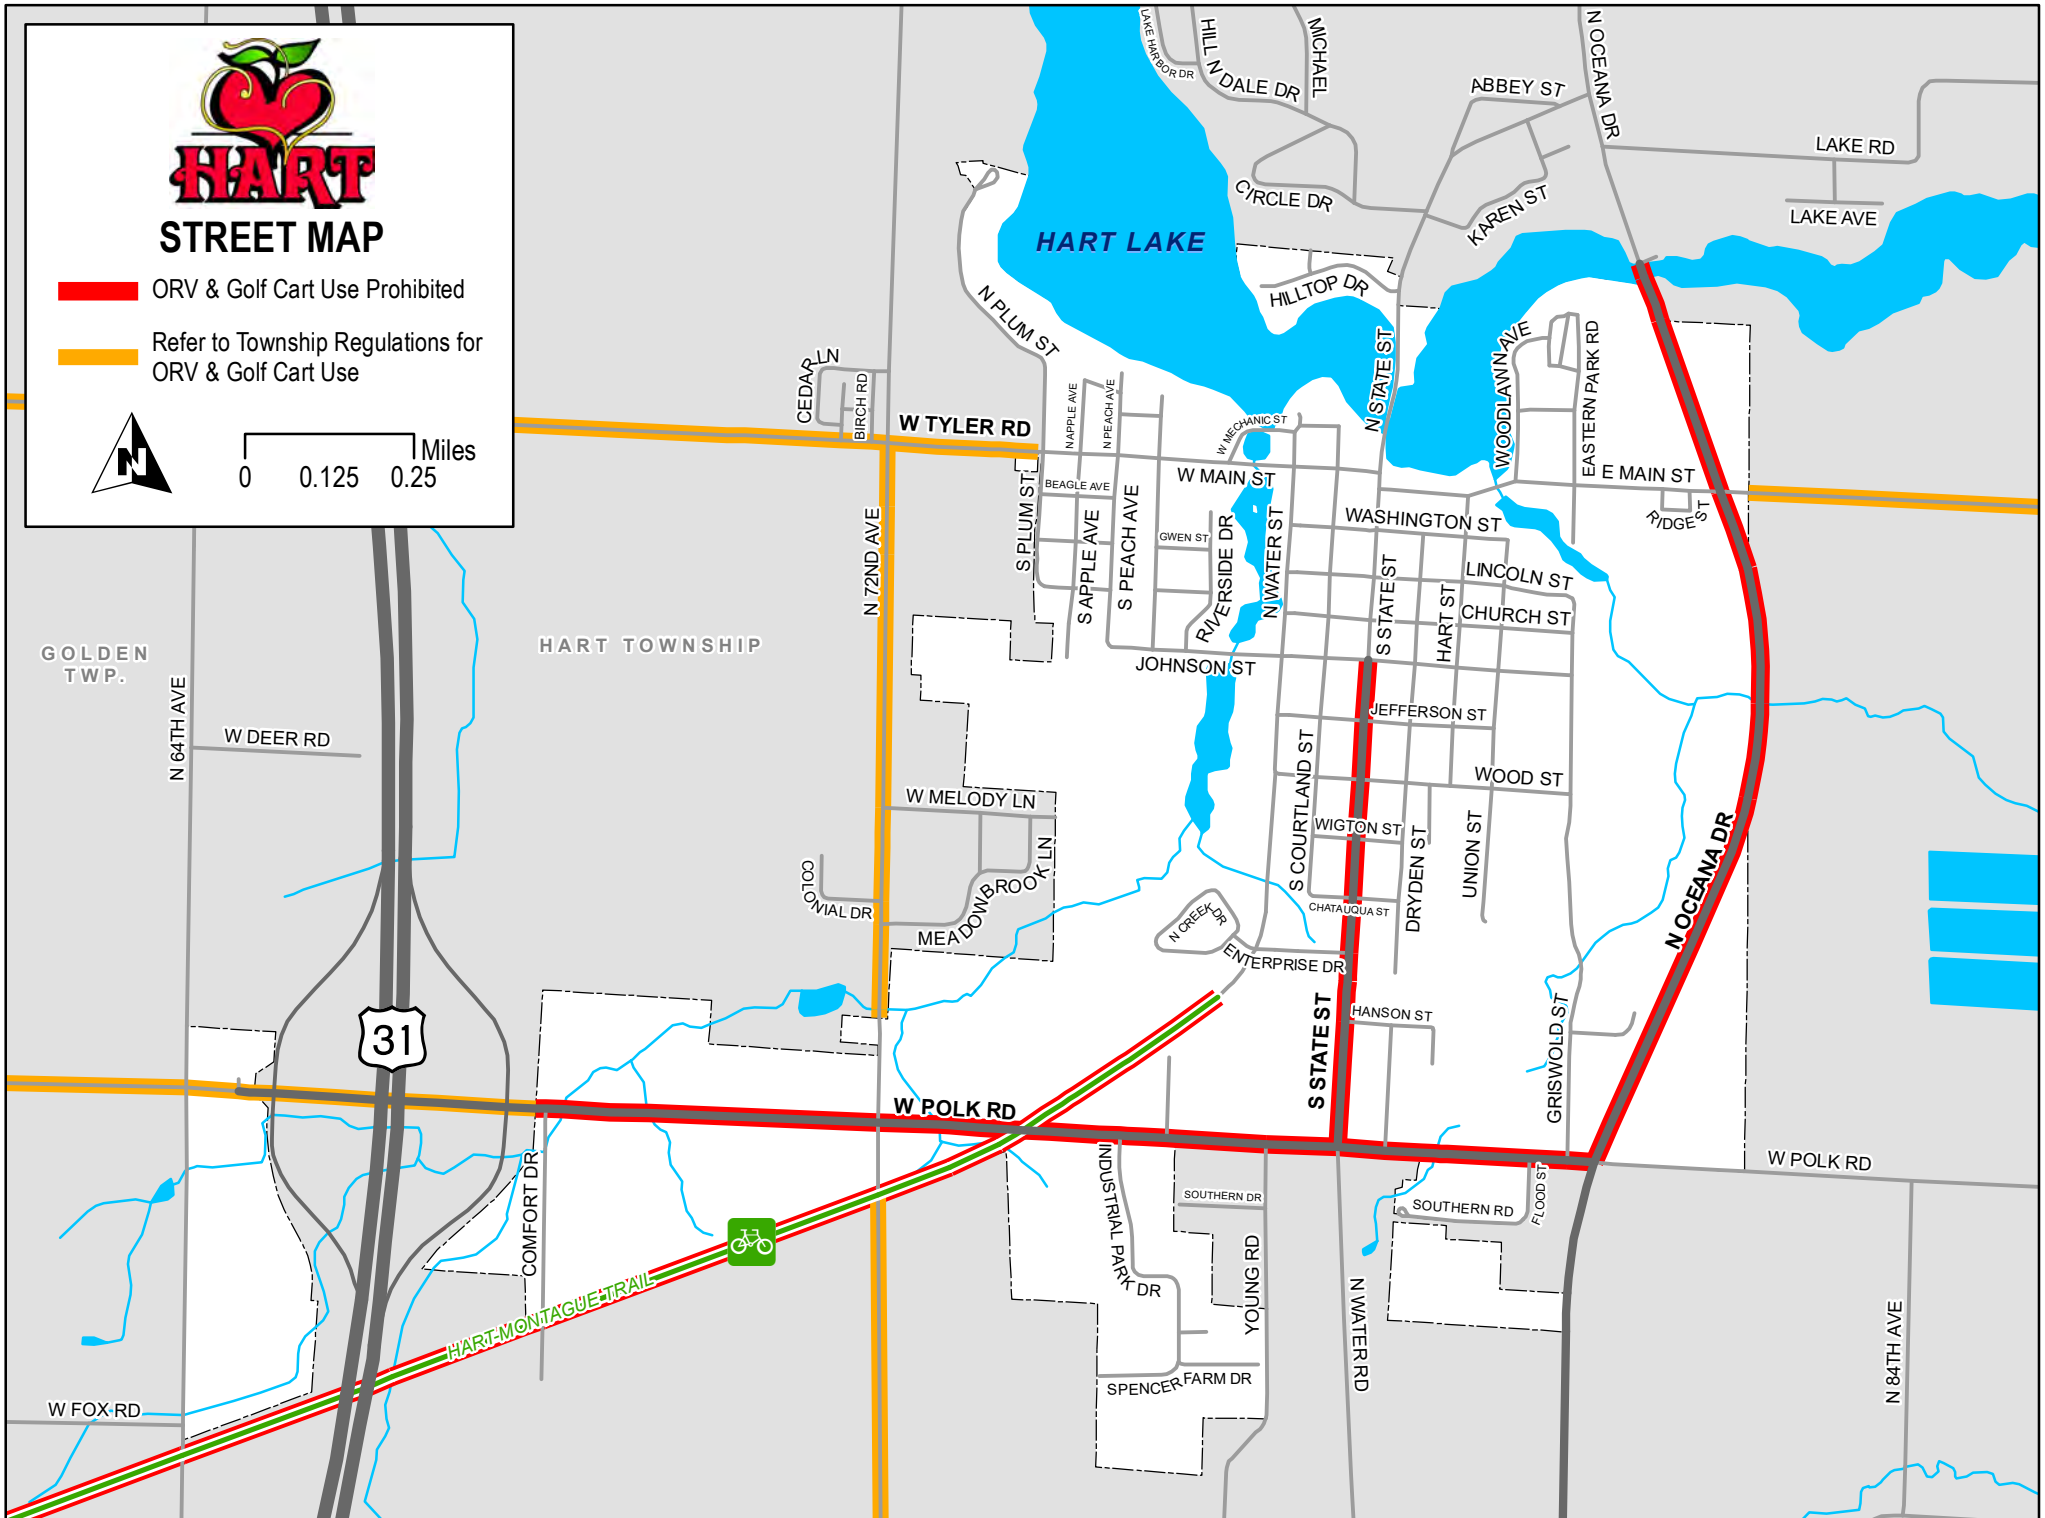 HART
STREET MAP
ORV & Golf Cart Use Prohibited
Refer to Township Regulations for
ORV & Golf Cart Use
N
Miles
0 0.125 0.25
LAKE HARBOR DR
HILL N DALE DR
MICHAEL
N OCEANA DR
ABBEY ST
LAKE RD
LAKE AVE
CIRCLE DR
KAREN ST
HART LAKE
HILLTOP DR
N PLUM ST
N STATE ST
WOODLAWN AVE
EASTERN PARK RD
CEDAR LN
BIRCH RD
W TYLER RD
N APPLE AVE
N PEACH AVE
W MECHANIC ST
W MAIN ST
E MAIN ST
RIDGE ST
BEAGLE AVE
S PLUM ST
S APPLE AVE
S PEACH AVE
GWEN ST
RIVERSIDE DR
N WATER ST
WASHINGTON ST
LINCOLN ST
CHURCH ST
S STATE ST
HART ST
N 72ND AVE
GOLDEN
TWP.
HART TOWNSHIP
JOHNSON ST
N 64TH AVE
W DEER RD
JEFFERSON ST
WOOD ST
S COURTLAND ST
W MELODY LN
WIGTON ST
DRYDEN ST
UNION ST
COLONIAL DR
MEADOWBROOK LN
CHATAUQUA ST
N CREEK DR
ENTERPRISE DR
N OCEANA DR
HANSON ST
S STATE ST
GRISWOLD ST
31
W POLK RD
W POLK RD
COMFORT DR
INDUSTRIAL PARK DR
SOUTHERN DR
YOUNG RD
SOUTHERN RD
FLOOD ST
HART-MONTAGUE TRAIL
N WATER RD
N 84TH AVE
SPENCER FARM DR
W FOX RD